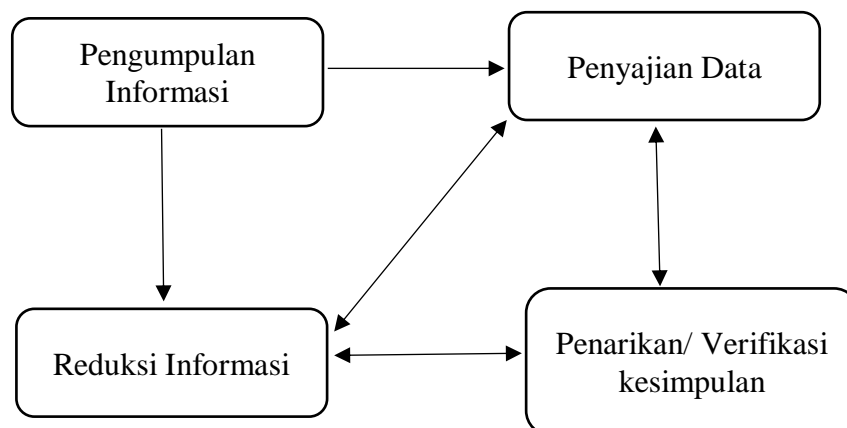 Pengumpulan
Informasi
Penyajian Data
Reduksi Informasi
Penarikan/ Verifikasi
kesimpulan